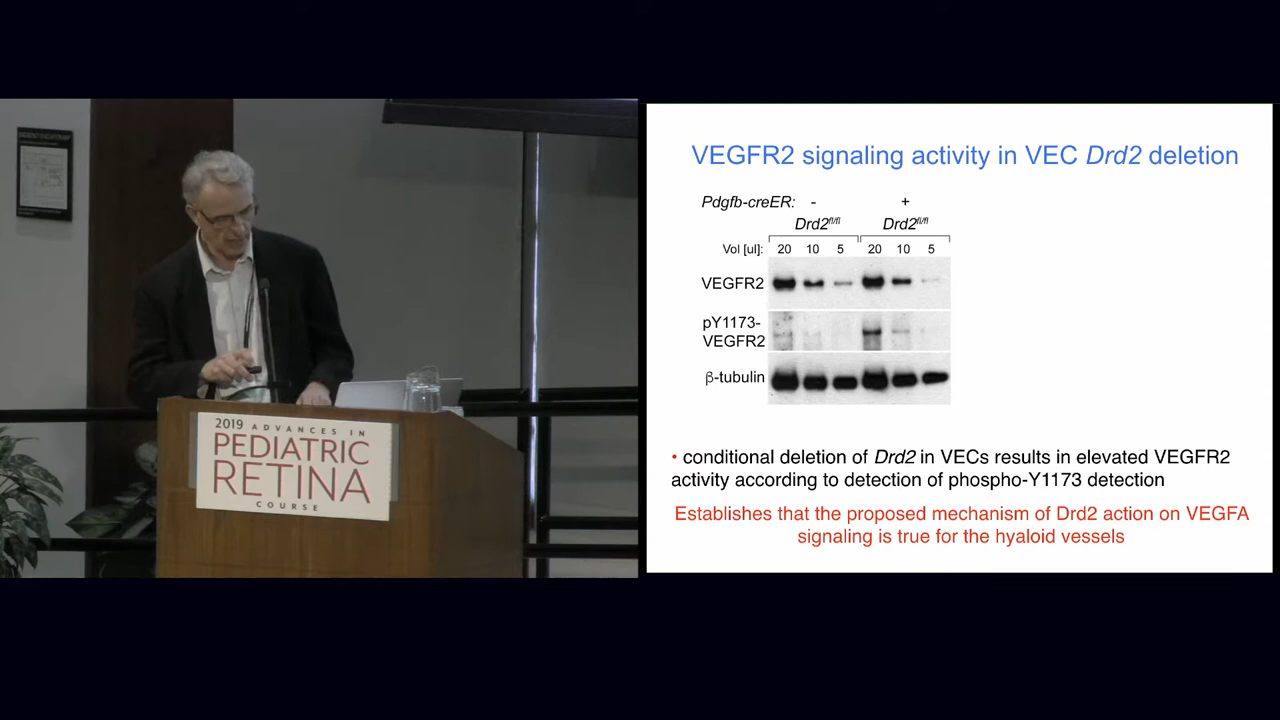 2019 ADVANCES IN
PEDIATRIC
RETINA
COURSE
VEGFR2 signaling activity in VEC Drd2 deletion
Pdgfb-creER: - +
Drd2fl/fl Drd2fl/fl
Vol [ul]: 20 10 5 20 10 5
VEGFR2
pY1173-
VEGFR2
β-tubulin
• conditional deletion of Drd2 in VECs results in elevated VEGFR2
activity according to detection of phospho-Y1173 detection
Establishes that the proposed mechanism of Drd2 action on VEGFA
signaling is true for the hyaloid vessels